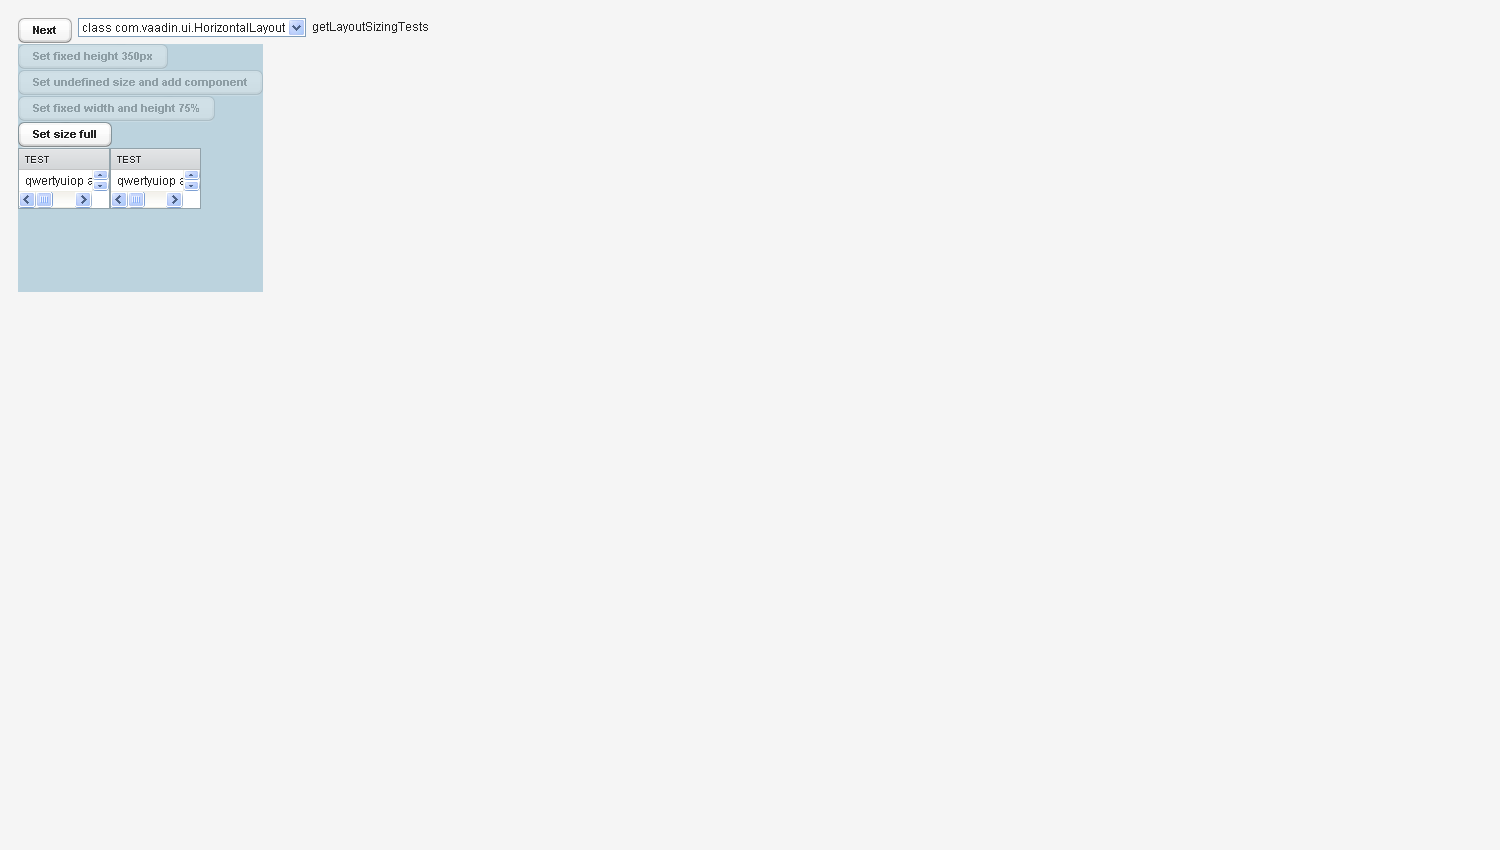 Next class com.vaadin.ui.HorizontalLayout getLayoutSizingTests
Set fixed height 350px
Set undefined size and add component
Set fixed width and height 75%
Set size full
TEST TEST
qwertyuiop a qwertyuiop a